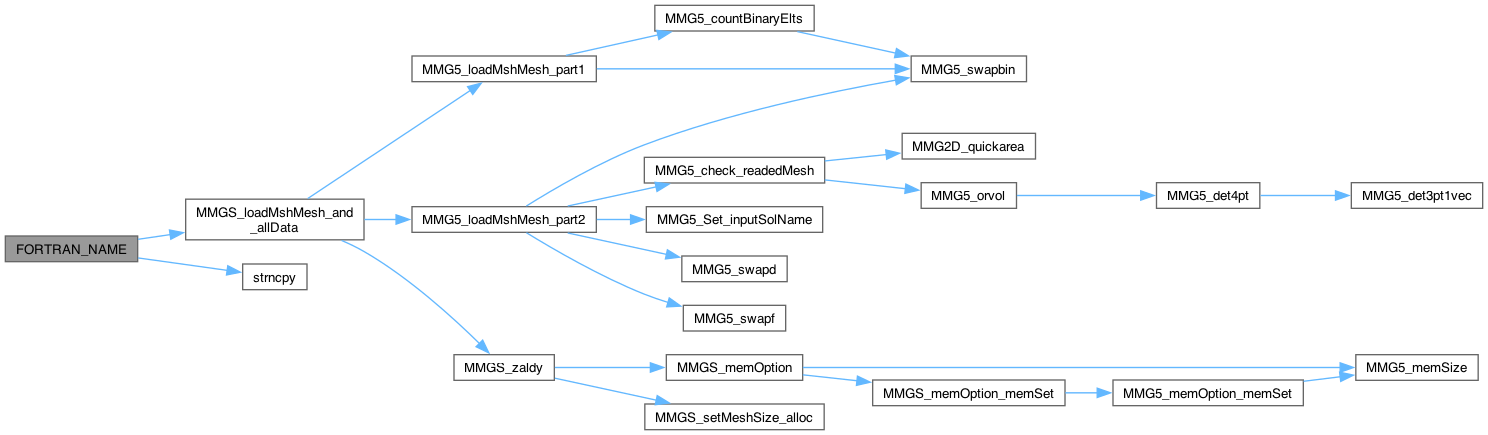 MMG5_countBinaryElts
MMG5_loadMshMesh_part1
MMG5_swapbin
MMG2D_quickarea
MMG5_check_readedMesh
MMG5_orvol
MMG5_det4pt
MMG5_det3pt1vec
MMGS_loadMshMesh_and
_allData
MMG5_loadMshMesh_part2
MMG5_Set_inputSolName
FORTRAN_NAME
strncpy
MMG5_swapd
MMG5_swapf
MMGS_zaldy
MMGS_memOption
MMG5_memSize
MMGS_memOption_memSet
MMG5_memOption_memSet
MMGS_setMeshSize_alloc